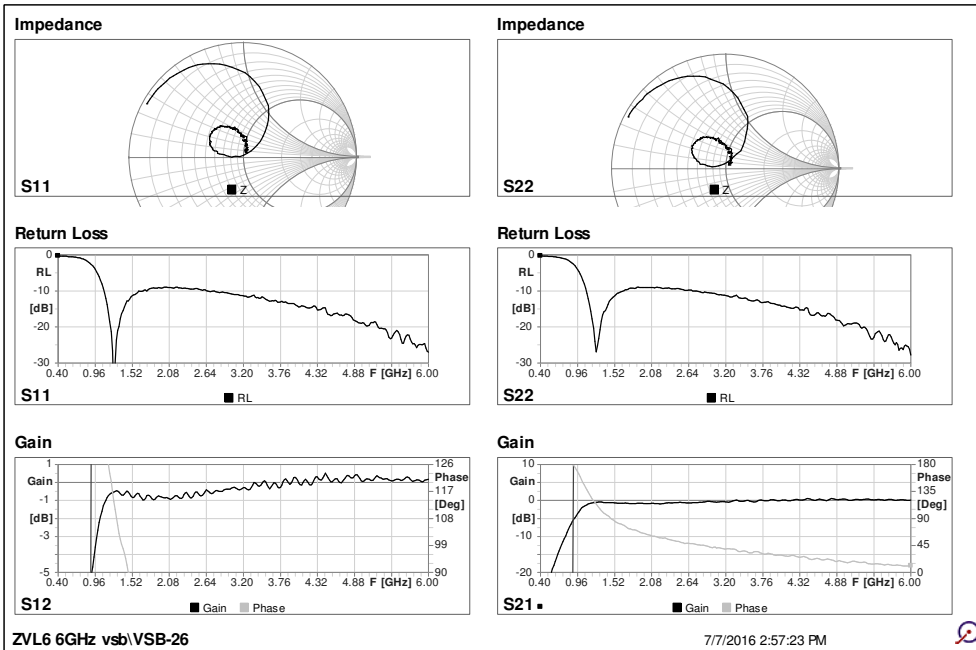 Impedance
Impedance
S11
Z
S22
Z
Return Loss
Return Loss
0
RL
-10
[dB]
-20
-30
0.40 0.96 1.52 2.08 2.64 3.20 3.76 4.32 4.88 F [GHz] 6.00
S11
RL
0
RL
-10
[dB]
-20
-30
0.40 0.96 1.52 2.08 2.64 3.20 3.76 4.32 4.88 F [GHz] 6.00
S22
RL
Gain
Gain
1
Gain
-1
[dB]
-3
-5
126
Phase
117
[Deg]
108
99
90
0.40 0.96 1.52 2.08 2.64 3.20 3.76 4.32 4.88 F [GHz] 6.00
S12
Gain Phase
10
Gain
0
[dB]
-10
-20
180
Phase
135
[Deg]
90
45
0
0.40 0.96 1.52 2.08 2.64 3.20 3.76 4.32 4.88 F [GHz] 6.00
S21
Gain Phase
ZVL6 6GHz vsb\VSB-26
7/7/2016 2:57:23 PM